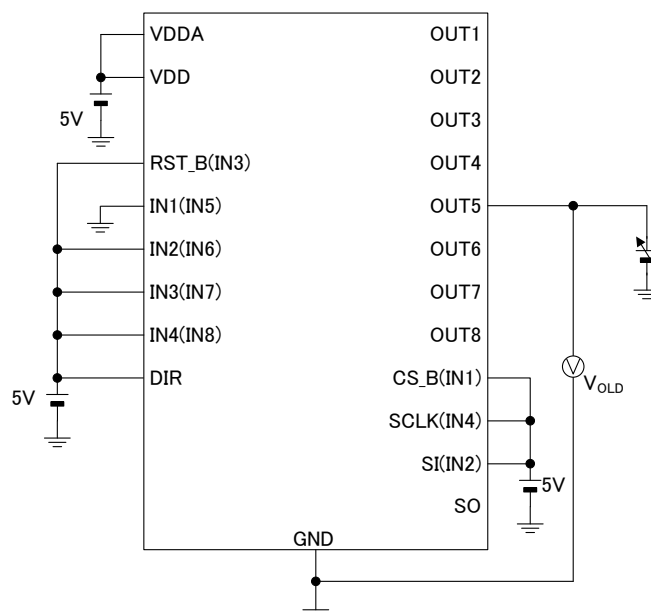 VDDA
VDD
5V
RST_B(IN3)
IN1(IN5)
IN2(IN6)
IN3(IN7)
IN4(IN8)
DIR
5V
OUT1
OUT2
OUT3
OUT4
OUT5
OUT6
OUT7
OUT8
CS_B(IN1)
SCLK(IN4)
SI(IN2)
SO
5V
V
VOLD
GND